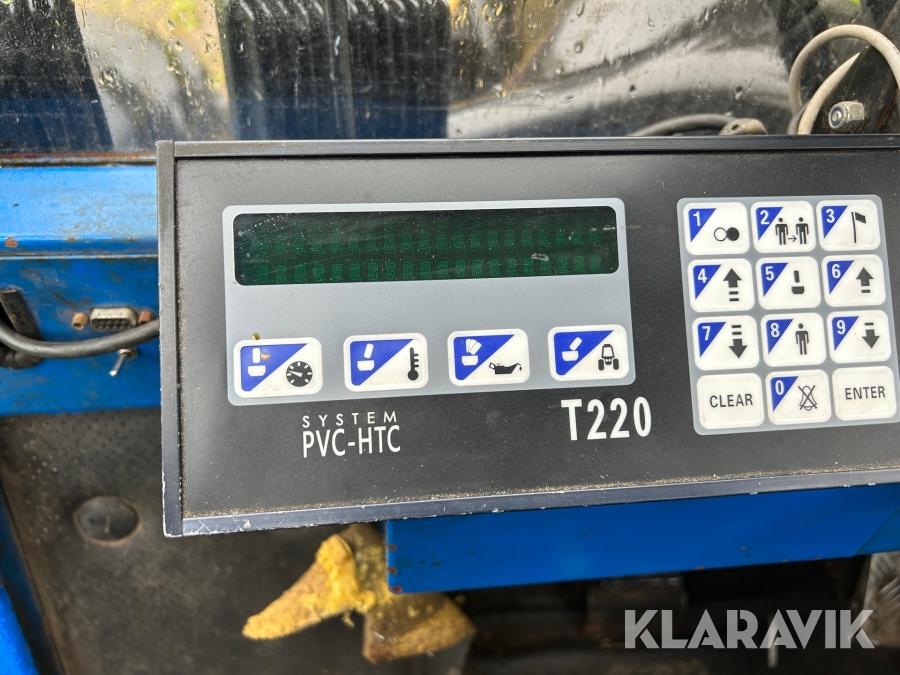 1 2 3
4 5 6
7 8 9
CLEAR 0 ENTER
SYSTEM
PVC-HTC
T220
KLARAVIK